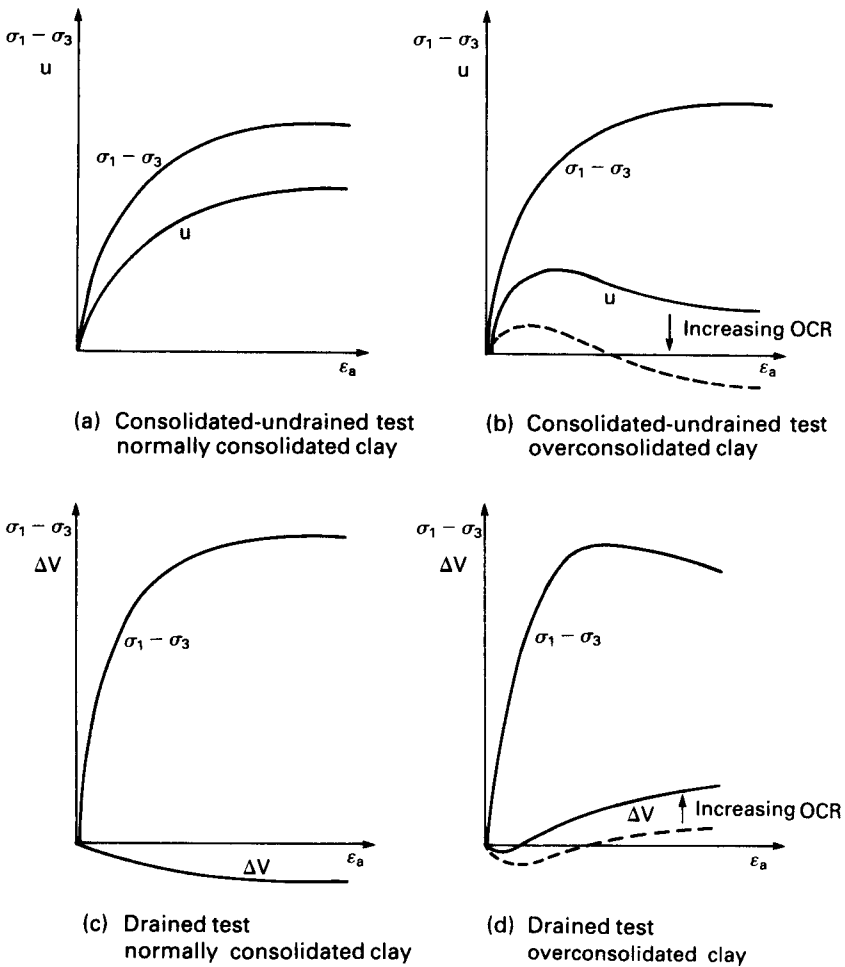 σ₁ − σ₃
u
σ₁ − σ₃
u
εₐ
(a) Consolidated-undrained test
normally consolidated clay
σ₁ − σ₃
u
σ₁ − σ₃
u
Increasing OCR
εₐ
(b) Consolidated-undrained test
overconsolidated clay
σ₁ − σ₃
ΔV
σ₁ − σ₃
ΔV
εₐ
(c) Drained test
normally consolidated clay
σ₁ − σ₃
ΔV
σ₁ − σ₃
ΔV
Increasing OCR
εₐ
(d) Drained test
overconsolidated clay